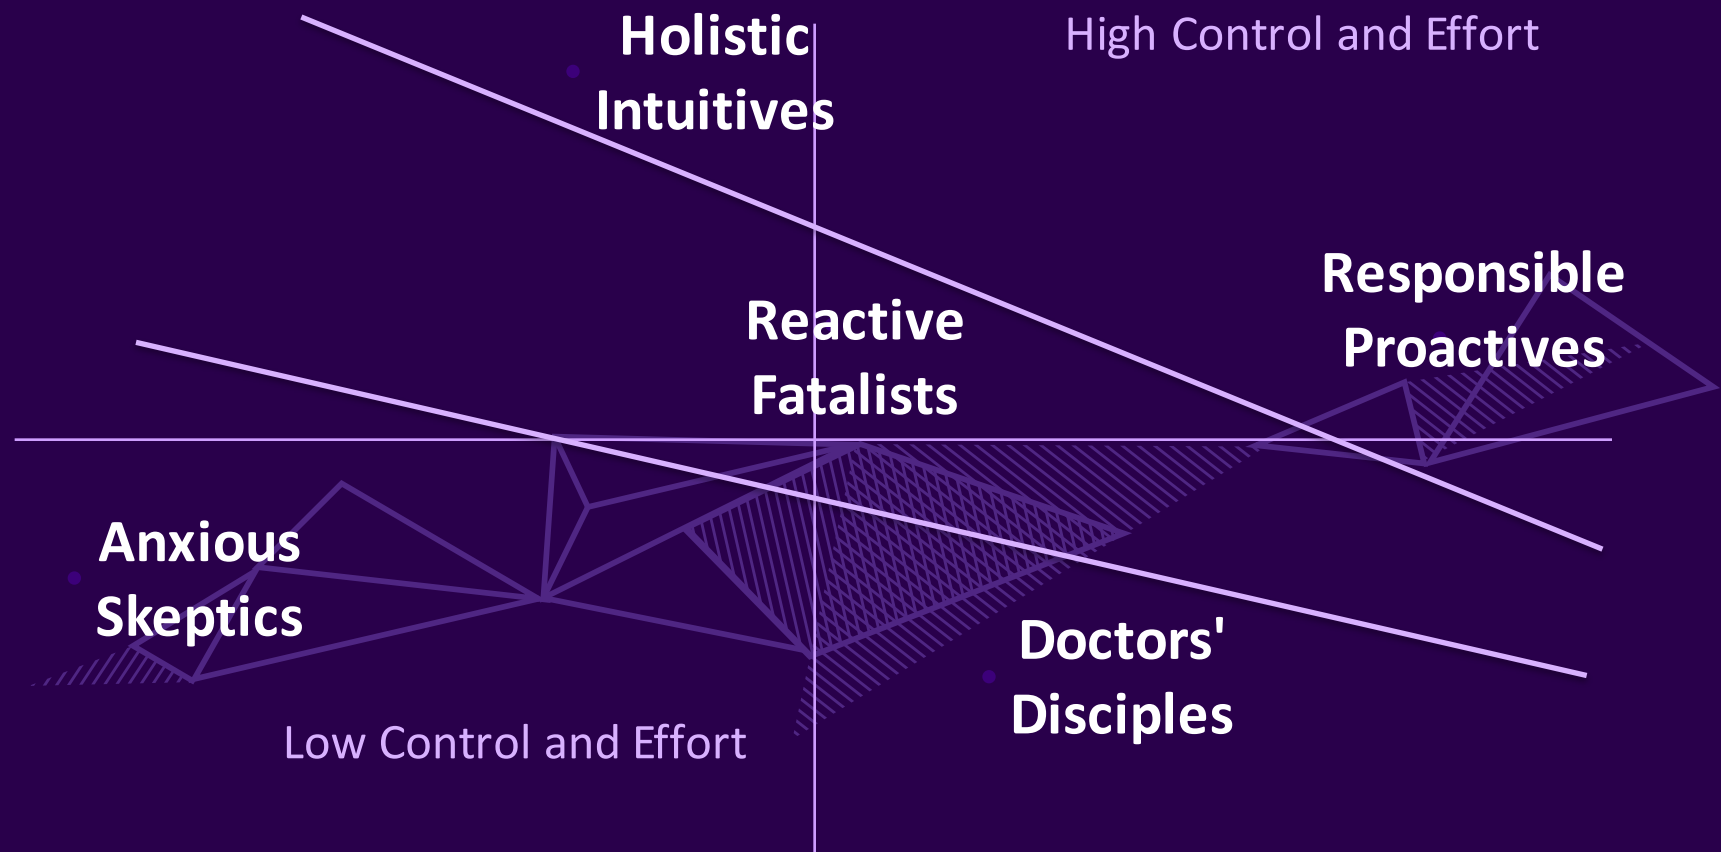 Holistic
Intuitives
High Control and Effort
Responsible
Proactives
Reactive
Fatalists
Anxious
Skeptics
Doctors'
Disciples
Low Control and Effort